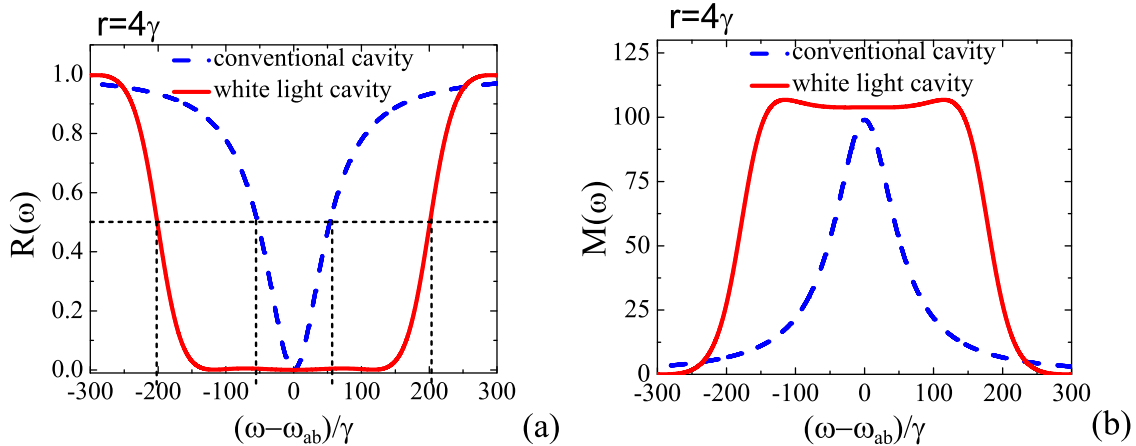 r=4γ
conventional cavity
white light cavity
R(ω)
1.0
0.8
0.6
0.4
0.2
0.0
-300 -200 -100 0 100 200 300
(ω−ω_ab)/γ
(a)
r=4γ
conventional cavity
white light cavity
M(ω)
125
100
75
50
25
0
-300 -200 -100 0 100 200 300
(ω−ω_ab)/γ
(b)